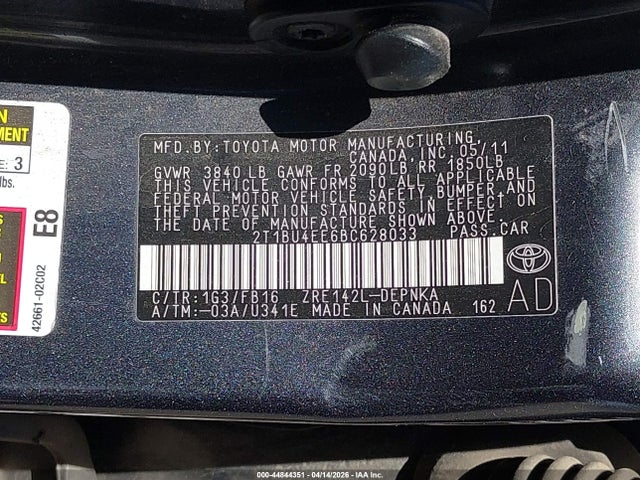 MFD.BY:TOYOTA MOTOR MANUFACTURING,
CANADA, INC. 05/11
GVWR 3840 LB GAWR FR 2090LB RR 1850LB
THIS VEHICLE CONFORMS TO ALL APPLICABLE
FEDERAL MOTOR VEHICLE SAFETY, BUMPER, AND
THEFT PREVENTION STANDARDS IN EFFECT ON
THE DATE OF MANUFACTURE SHOWN ABOVE.
2T1BU4EE6BC628033 PASS.CAR
C/TR:1G3/FB16 ZRE142L-DEPNKA
A/TM:-03A/U341E MADE IN CANADA 162
AD
MENT
E: 3
lbs.
E8
42661-02C02
000-44844351 | 04/14/2026 | IAA Inc.